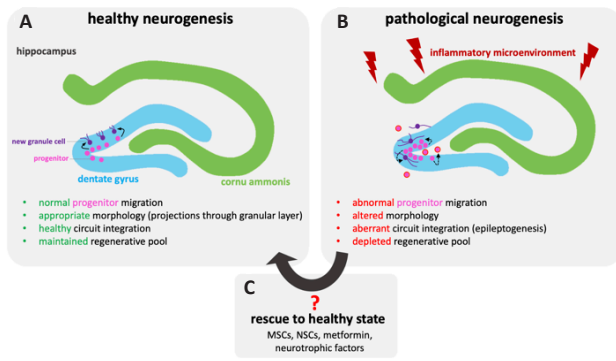 A
healthy neurogenesis
hippocampus
new granule cell
progenitor
dentate gyrus
cornu ammonis
• normal progenitor migration
• appropriate morphology (projections through granular layer)
• healthy circuit integration
• maintained regenerative pool
B
pathological neurogenesis
inflammatory microenvironment
• abnormal progenitor migration
• altered morphology
• aberrant circuit integration (epileptogenesis)
• depleted regenerative pool
C
?
rescue to healthy state
MSCs, NSCs, metformin,
neurotrophic factors